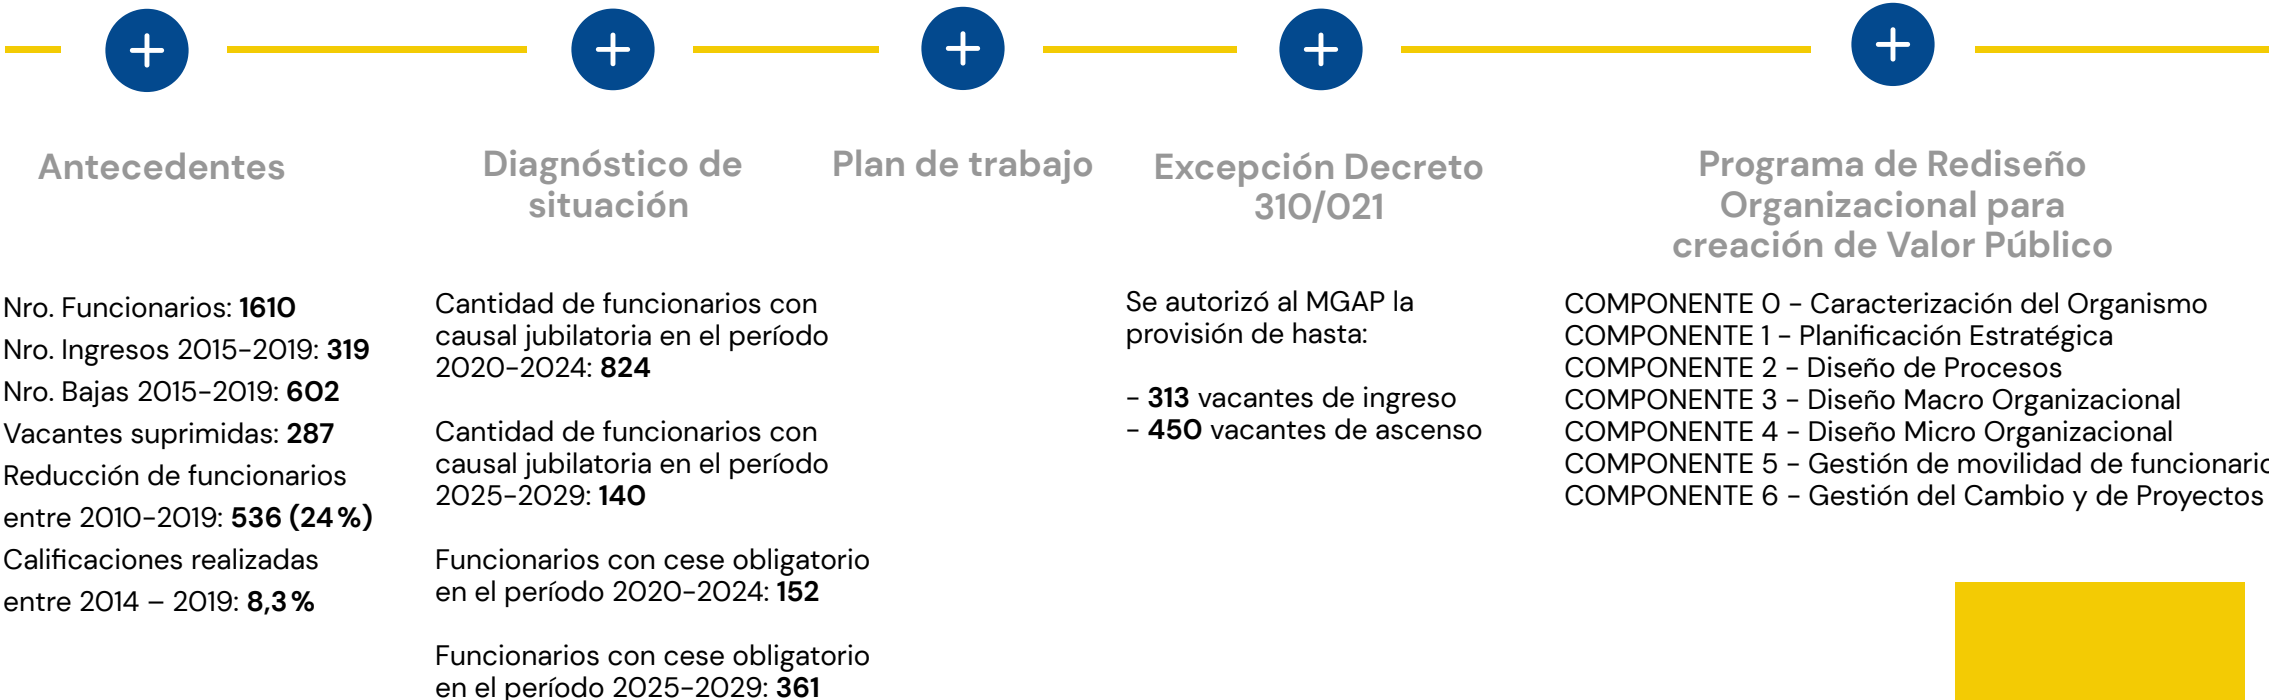 Antecedentes
Nro. Funcionarios: 1610
Nro. Ingresos 2015-2019: 319
Nro. Bajas 2015-2019: 602
Vacantes suprimidas: 287
Reducción de funcionarios
entre 2010-2019: 536 (24%)
Calificaciones realizadas
entre 2014 – 2019: 8,3%
Diagnóstico de
situación
Cantidad de funcionarios con
causal jubilatoria en el período
2020-2024: 824
Cantidad de funcionarios con
causal jubilatoria en el período
2025-2029: 140
Funcionarios con cese obligatorio
en el período 2020-2024: 152
Funcionarios con cese obligatorio
en el período 2025-2029: 361
Plan de trabajo
Excepción Decreto
310/021
Se autorizó al MGAP la
provisión de hasta:
- 313 vacantes de ingreso
- 450 vacantes de ascenso
Programa de Rediseño
Organizacional para
creación de Valor Público
COMPONENTE 0 - Caracterización del Organismo
COMPONENTE 1 - Planificación Estratégica
COMPONENTE 2 - Diseño de Procesos
COMPONENTE 3 - Diseño Macro Organizacional
COMPONENTE 4 - Diseño Micro Organizacional
COMPONENTE 5 - Gestión de movilidad de
COMPONENTE 6 - Gestión del Cambio y de Proyectos